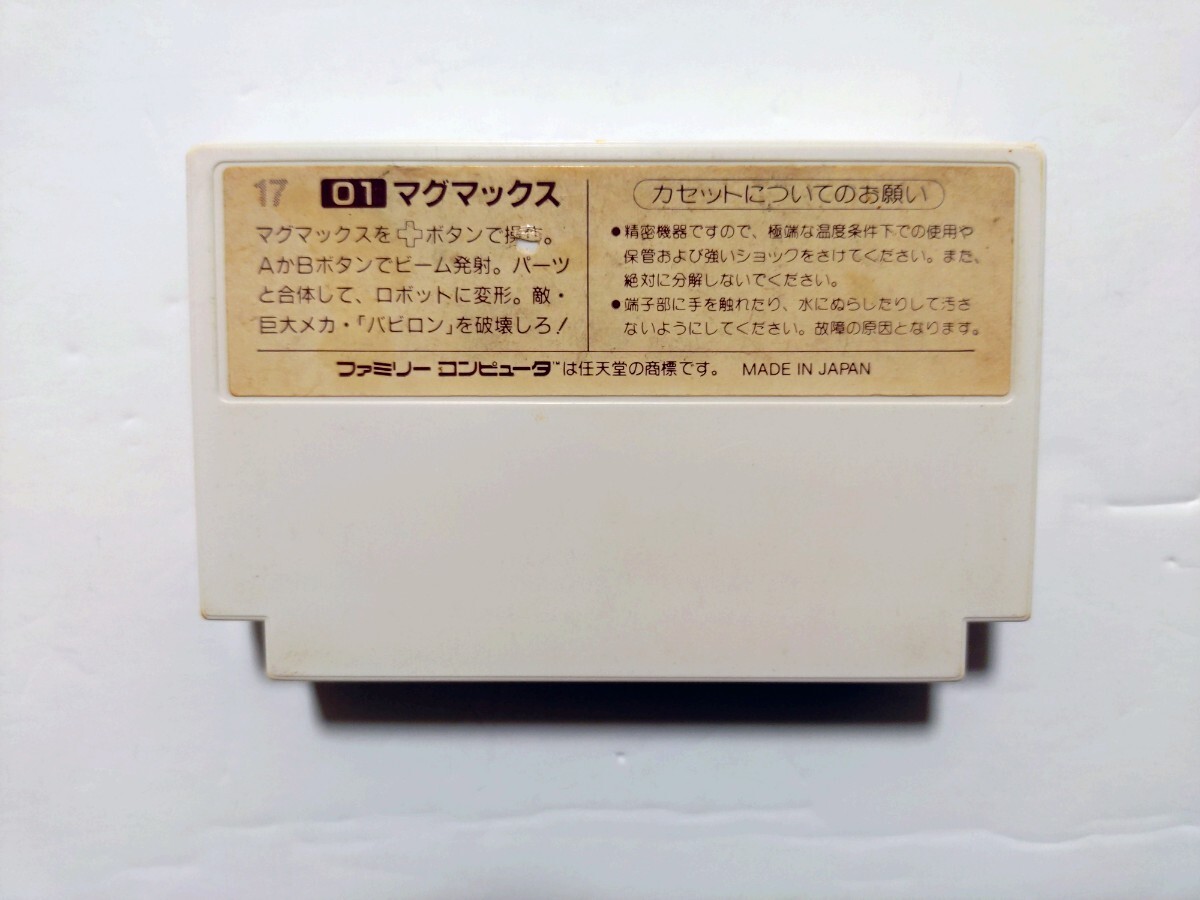 17 01 マグマックス
マグマックスを ボタンで操作。
AかBボタンでビーム発射。パーツ
と合体して、ロボットに変形。敵・
巨大メカ・「バビロン」を破壊しろ!
カセットについてのお願い
●精密機器ですので、極端な温度条件下での使用や
保管および強いショックをさけてください。また、
絶対に分解しないでください。
●端子部に手を触れたり、水にぬらしたりして汚さ
ないようにしてください。故障の原因となります。
ファミリー コンピュータ™は任天堂の商標です。 MADE IN JAPAN